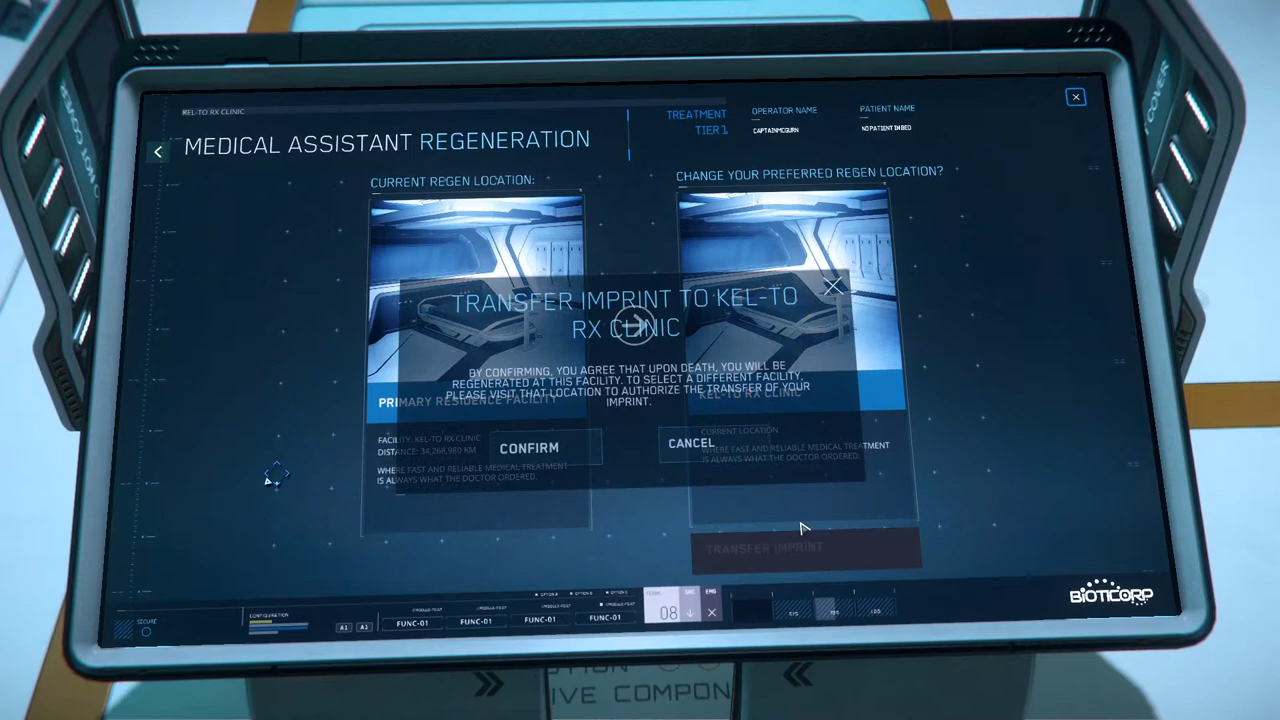 KEL-TO RX CLINIC
MEDICAL ASSISTANT REGENERATION
TREATMENT
TIER 1
OPERATOR NAME
CAPTAINMCGURN
PATIENT NAME
NO PATIENT IN BED
CURRENT REGEN LOCATION:
CHANGE YOUR PREFERRED REGEN LOCATION?
TRANSFER IMPRINT TO KEL-TO
RX CLINIC
BY CONFIRMING, YOU AGREE THAT UPON DEATH, YOU WILL BE
REGENERATED AT THIS FACILITY. TO SELECT A DIFFERENT FACILITY,
PLEASE VISIT THAT LOCATION TO AUTHORIZE THE TRANSFER OF YOUR
IMPRINT.
CONFIRM
CANCEL
PRIMARY RESIDENCE FACILITY
FACILITY: KEL-TO RX CLINIC
DISTANCE: 34,268,980 KM
WHERE FAST AND RELIABLE MEDICAL TREATMENT
IS ALWAYS WHAT THE DOCTOR ORDERED.
KEL-TO RX CLINIC
CURRENT LOCATION
WHERE FAST AND RELIABLE MEDICAL TREATMENT
IS ALWAYS WHAT THE DOCTOR ORDERED.
TRANSFER IMPRINT
SECURE
CONFIGURATION
A1 A1
FUNC-01 FUNC-01 FUNC-01 FUNC-01
08
BIOTICORP
IVE COMPON
COVER